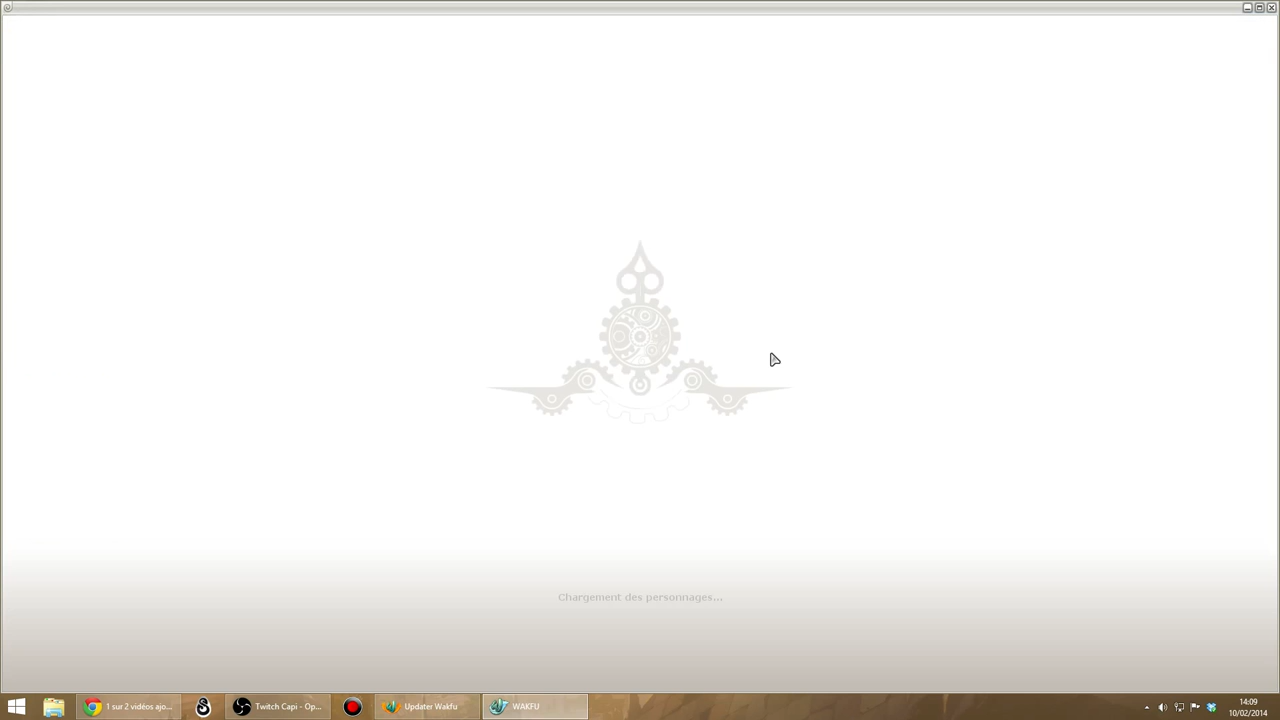 Chargement des personnages...
1 sur 2 vidéos ajo...
Twitch Capi - Op...
Updater Wakfu
WAKFU
14:09
10/02/2014